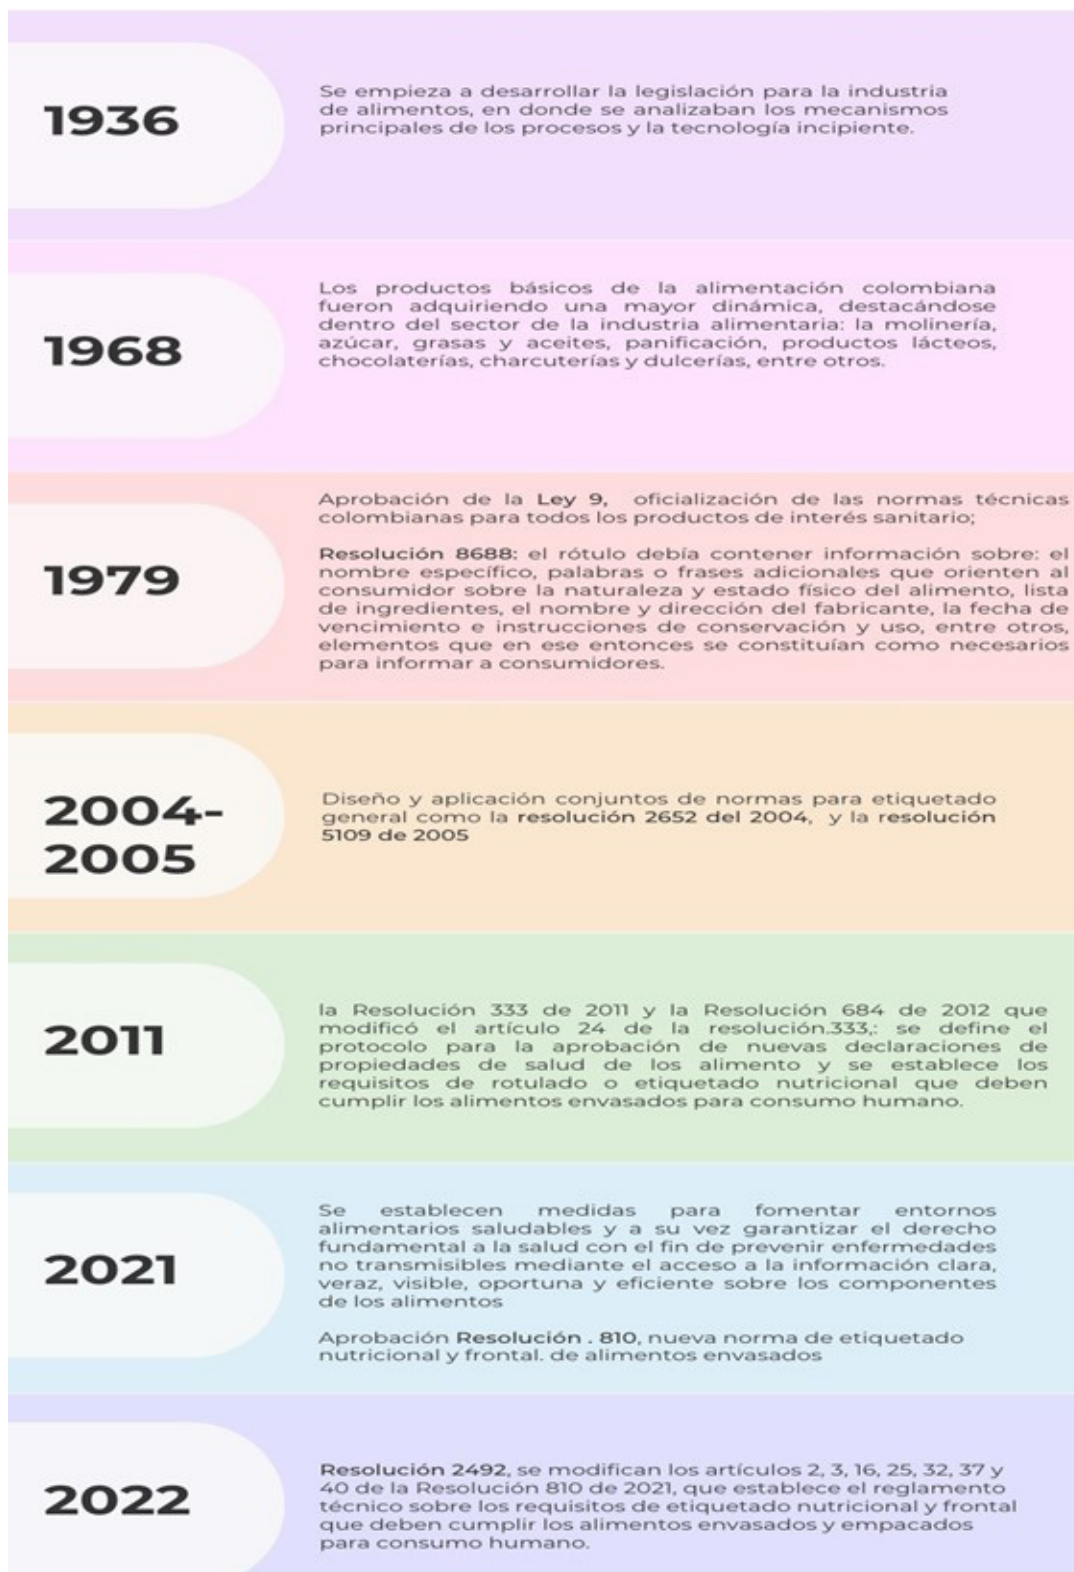 1936
Se empieza a desarrollar la legislación para la industria
de alimentos, en donde se analizaban los mecanismos
principales de los procesos y la tecnología incipiente.
1968
Los productos básicos de la alimentación colombiana
fueron adquiriendo una mayor dinámica, destacándose
dentro del sector de la industria alimentaria: la molinería,
azúcar, grasas y aceites, panificación, productos lácteos,
chocolaterías, charcuterías y dulcerías, entre otros.
1979
Aprobación de la Ley 9, oficialización de las normas técnicas
colombianas para todos los productos de interés sanitario;
Resolución 8688: el rótulo debía contener información sobre: el
nombre específico, palabras o frases adicionales que orienten al
consumidor sobre la naturaleza y estado físico del alimento, lista
de ingredientes, el nombre y dirección del fabricante, la fecha de
vencimiento e instrucciones de conservación y uso, entre otros,
elementos que en ese entonces se constituían como necesarios
para informar a consumidores.
2004-
2005
Diseño y aplicación conjuntos de normas para etiquetado
general como la resolución 2652 del 2004, y la resolución
5109 de 2005
2011
la Resolución 333 de 2011 y la Resolución 684 de 2012 que
modificó el artículo 24 de la resolución.333,: se define el
protocolo para la aprobación de nuevas declaraciones de
propiedades de salud de los alimento y se establece los
requisitos de rotulado o etiquetado nutricional que deben
cumplir los alimentos envasados para consumo humano.
2021
Se establecen medidas para fomentar entornos
alimentarios saludables y a su vez garantizar el derecho
fundamental a la salud con el fin de prevenir enfermedades
no transmisibles mediante el acceso a la información clara,
veraz, visible, oportuna y eficiente sobre los componentes
de los alimentos
Aprobación Resolución . 810, nueva norma de etiquetado
nutricional y frontal. de alimentos envasados
2022
Resolución 2492, se modifican los artículos 2, 3, 16, 25, 32, 37 y
40 de la Resolución 810 de 2021, que establece el reglamento
técnico sobre los requisitos de etiquetado nutricional y frontal
que deben cumplir los alimentos envasados y empacados
para consumo humano.